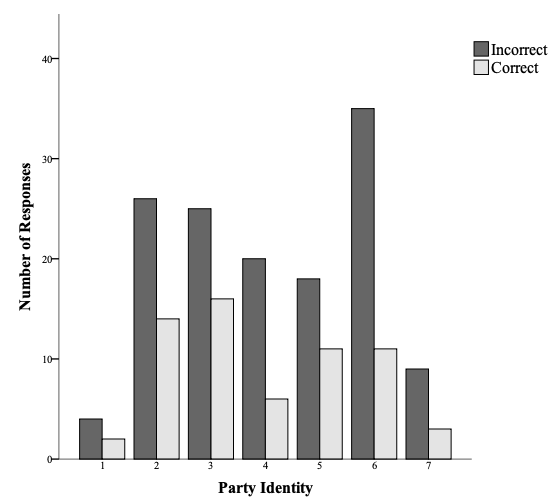 Incorrect
Correct
40
30
20
10
0
Number of Responses
1 2 3 4 5 6 7
Party Identity